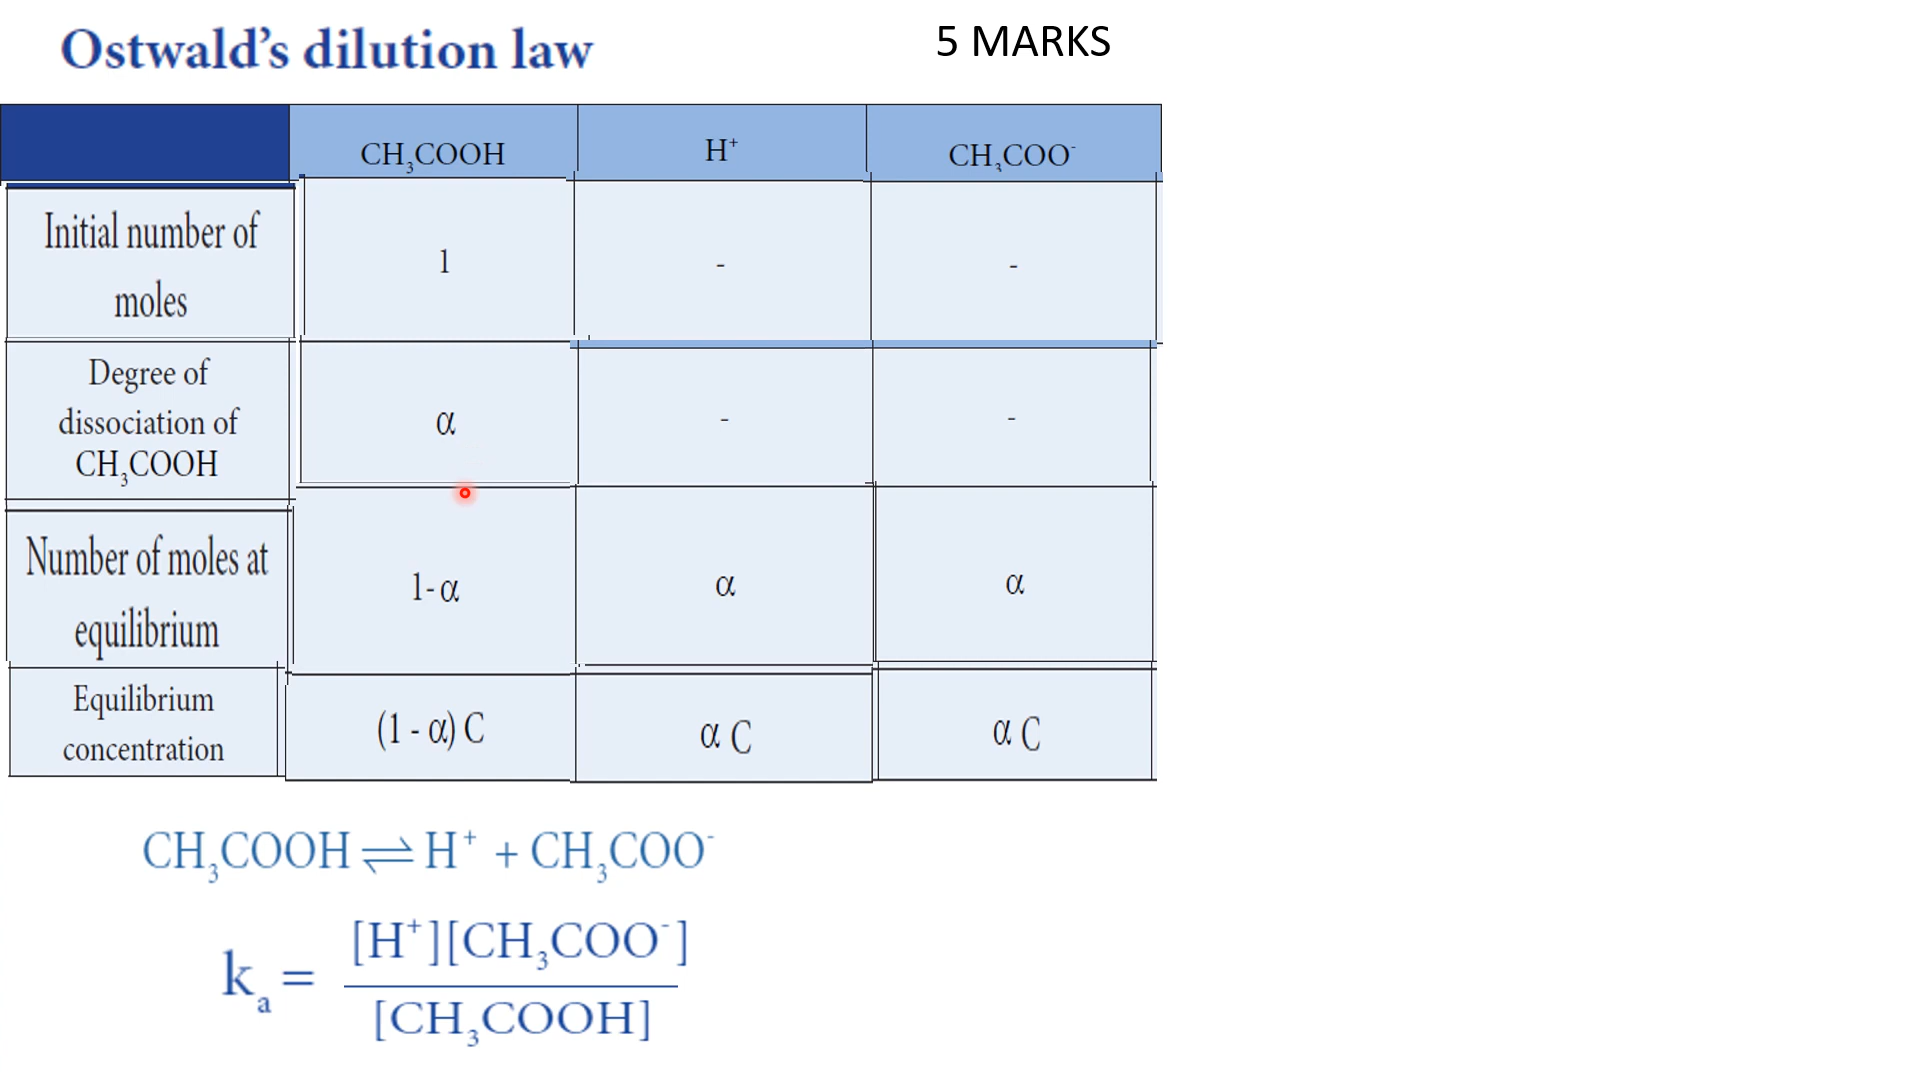 Ostwald's dilution law
5 MARKS
CH₃COOH H⁺ CH₃COO⁻
Initial number of
moles
1 - -
Degree of
dissociation of
CH₃COOH
α - -
Number of moles at
equilibrium
1-α α α
Equilibrium
concentration
(1 - α) C α C α C
CH₃COOH ⇌ H⁺ + CH₃COO⁻
kₐ = [H⁺][CH₃COO⁻]
[CH₃COOH]